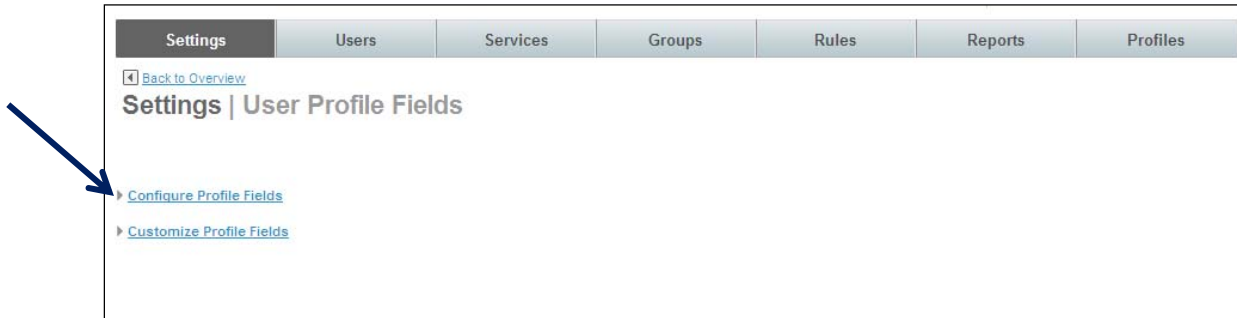 Settings Users Services Groups Rules Reports Profiles
Back to Overview
Settings | User Profile Fields
Configure Profile Fields
Customize Profile Fields